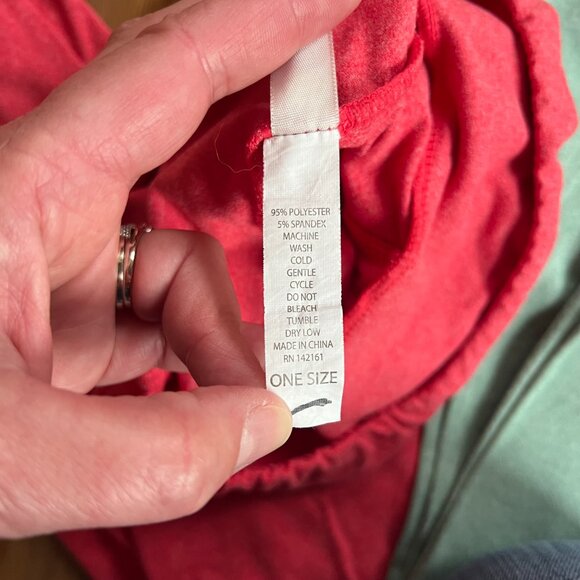 95% POLYESTER
5% SPANDEX
MACHINE
WASH
COLD
GENTLE
CYCLE
DO NOT
BLEACH
TUMBLE
DRY LOW
MADE IN CHINA
RN 142161
ONE SIZE